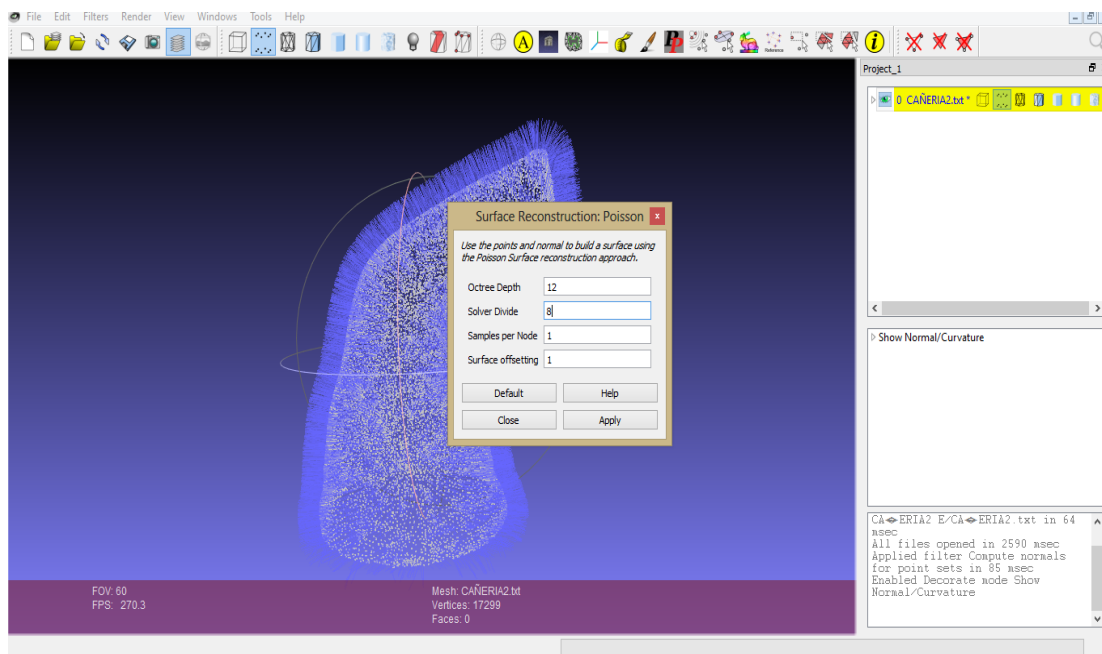 File Edit Filters Render View Windows Tools Help
A
Pp
i
Project_1
0 CAÑERIA2.txt *
Surface Reconstruction: Poisson
x
Use the points and normal to build a surface using
the Poisson Surface reconstruction approach.
Octree Depth 12
Solver Divide 8
Samples per Node 1
Surface offsetting 1
Default Help
Close Apply
Show Normal/Curvature
CA�ERIA2 E/CA�ERIA2.txt in 64
msec
All files opened in 2590 msec
Applied filter Compute normals
for point sets in 85 msec
Enabled Decorate mode Show
Normal/Curvature
FOV: 60
FPS: 270.3
Mesh: CAÑERIA2.txt
Vertices: 17299
Faces: 0